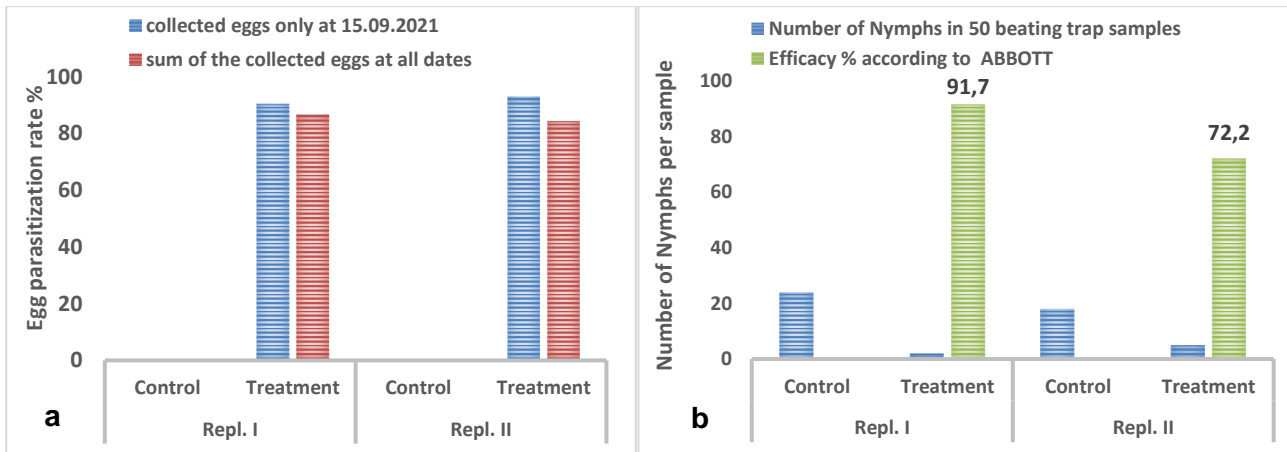 collected eggs only at 15.09.2021
sum of the collected eggs at all dates
Egg parasitization rate %
100
80
60
40
20
0
Control
Treatment
Control
Treatment
Repl. I
Repl. II
a
Number of Nymphs in 50 beating trap samples
Efficacy % according to ABBOTT
Number of Nymphs per sample
100
80
60
40
20
0
91,7
72,2
Control
Treatment
Control
Treatment
Repl. I
Repl. II
b